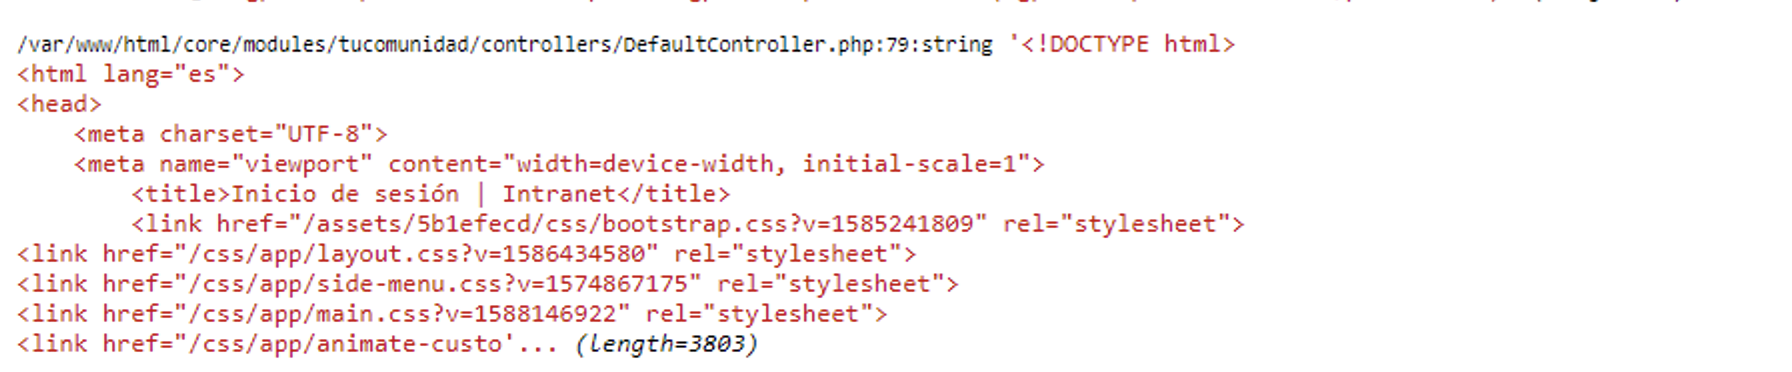 /var/www/html/core/modules/tucomunidad/controllers/DefaultController.php:79:string '<!DOCTYPE html>
<html lang="es">
<head>
    <meta charset="UTF-8">
    <meta name="viewport" content="width=device-width, initial-scale=1">
        <title>Inicio de sesión | Intranet</title>
        <link href="/assets/5b1efecd/css/bootstrap.css?v=1585241809" rel="stylesheet">
<link href="/css/app/layout.css?v=1586434580" rel="stylesheet">
<link href="/css/app/side-menu.css?v=1574867175" rel="stylesheet">
<link href="/css/app/main.css?v=1588146922" rel="stylesheet">
<link href="/css/app/animate-custo'... (length=3803)